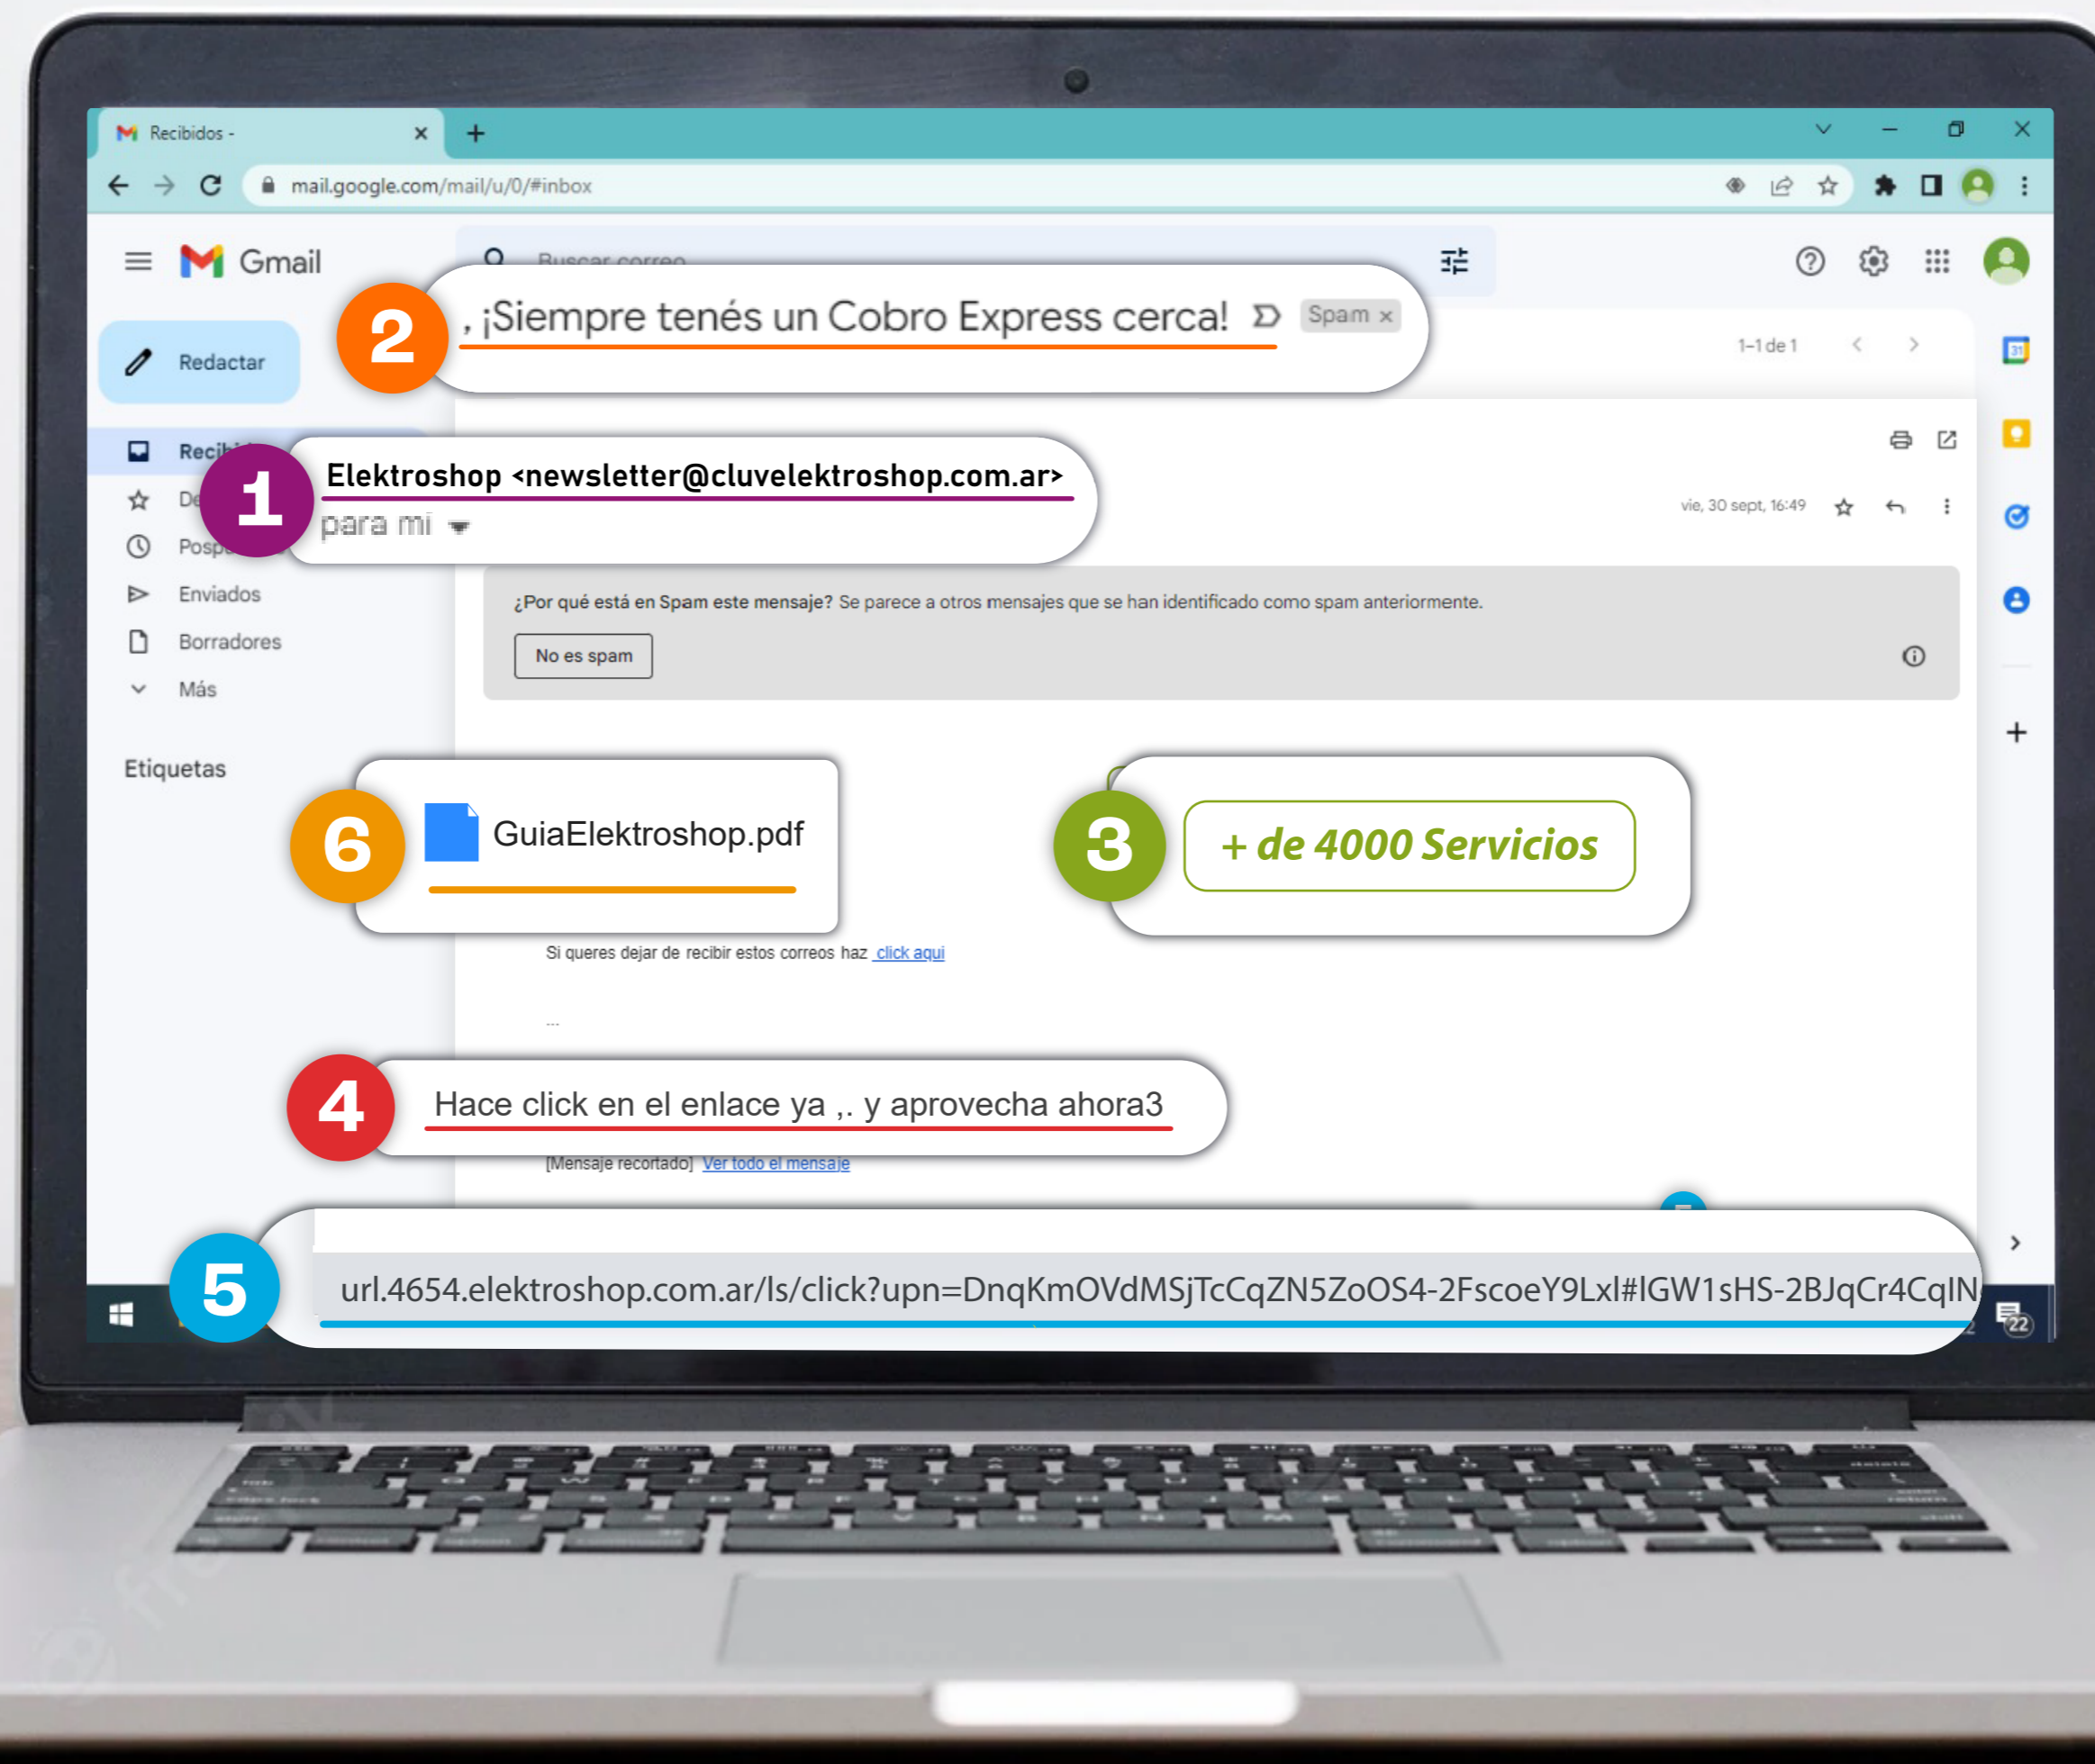 Recibidos -
mail.google.com/mail/u/0/#inbox
Gmail
Buscar correo
2
, ¡Siempre tenés un Cobro Express cerca! Spam x
1-1 de 1
31
Redactar
1
Elektroshop <newsletter@cluvelektroshop.com.ar>
para mí
vie, 30 sept, 16:49
Enviados
Borradores
Más
¿Por qué está en Spam este mensaje? Se parece a otros mensajes que se han identificado como spam anteriormente.
No es spam
Etiquetas
6
GuiaElektroshop.pdf
3
+ de 4000 Servicios
Si queres dejar de recibir estos correos haz click aqui
...
4
Hace click en el enlace ya ,. y aprovecha ahora3
[Mensaje recortado] Ver todo el mensaje
5
url.4654.elektroshop.com.ar/ls/click?upn=DnqKmOVdMSjTcCqZN5ZoOS4-2FscoeY9Lxl#lGW1sHS-2BJqCr4CqIN
22